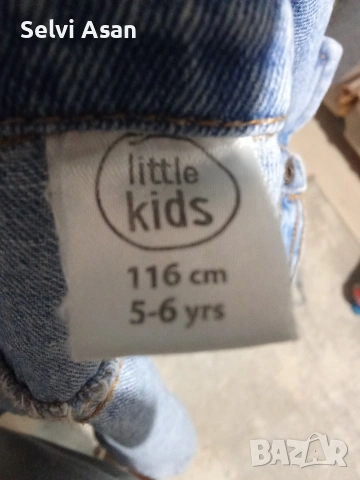 Selvi Asan
little
kids
116 cm
5-6 yrs
BAZAR